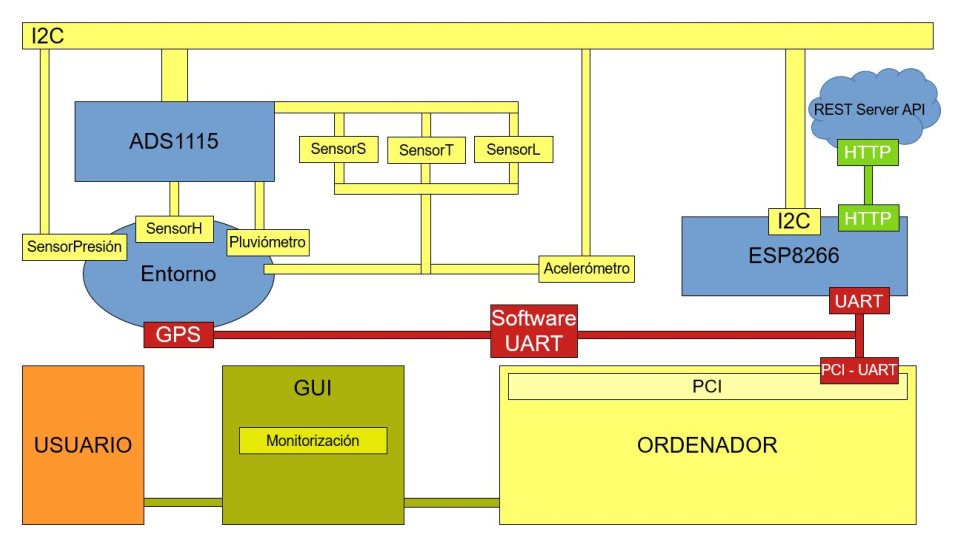 I2C
ADS1115
SensorS
SensorT
SensorL
REST Server API
HTTP
HTTP
I2C
ESP8266
SensorPresión
SensorH
Pluviómetro
Entorno
Acelerómetro
UART
GPS
Software
UART
PCI - UART
PCI
USUARIO
GUI
Monitorización
ORDENADOR